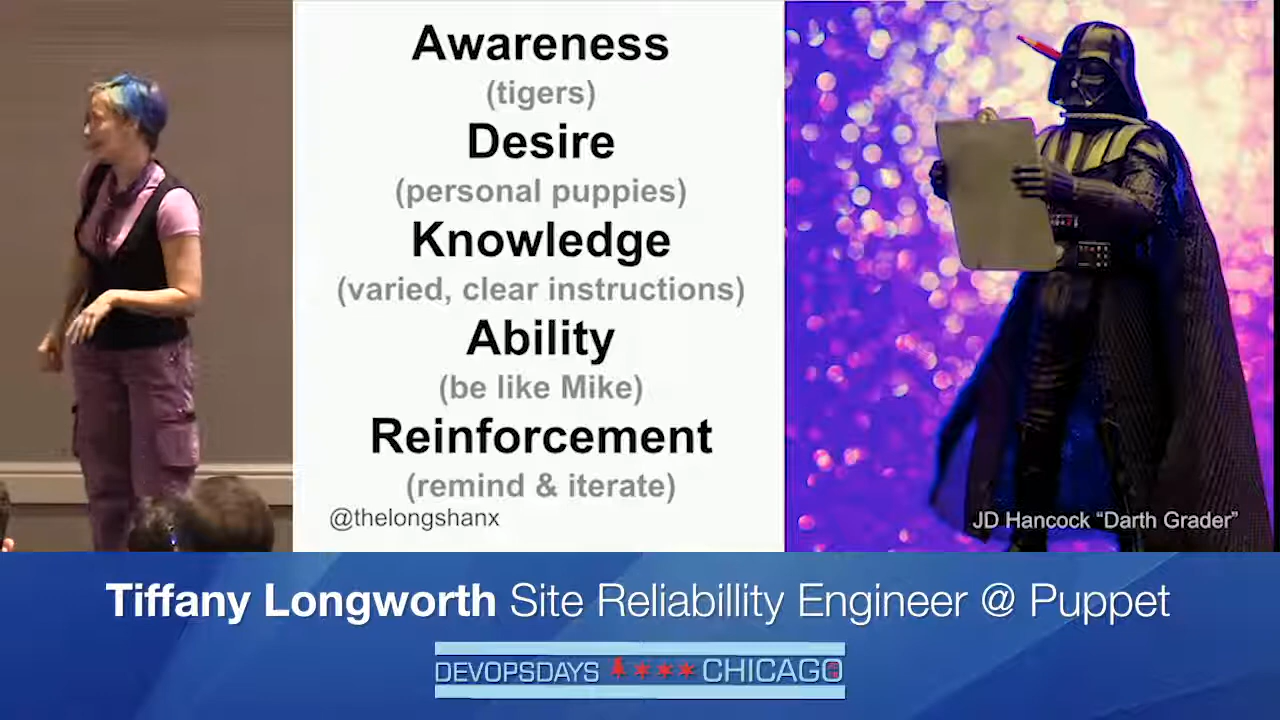 Awareness
(tigers)
Desire
(personal puppies)
Knowledge
(varied, clear instructions)
Ability
(be like Mike)
Reinforcement
(remind & iterate)
@thelongshanx
JD Hancock “Darth Grader”
Tiffany Longworth Site Reliabillity Engineer @ Puppet
DEVOPSDAYS CHICAGO